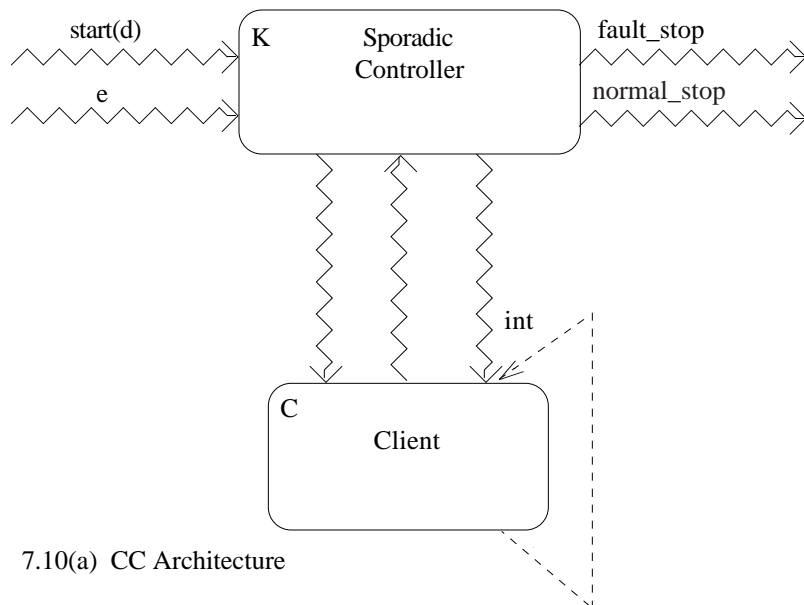 start(d)
K
Sporadic
Controller
fault_stop
e
normal_stop
int
C
Client
7.10(a) CC Architecture